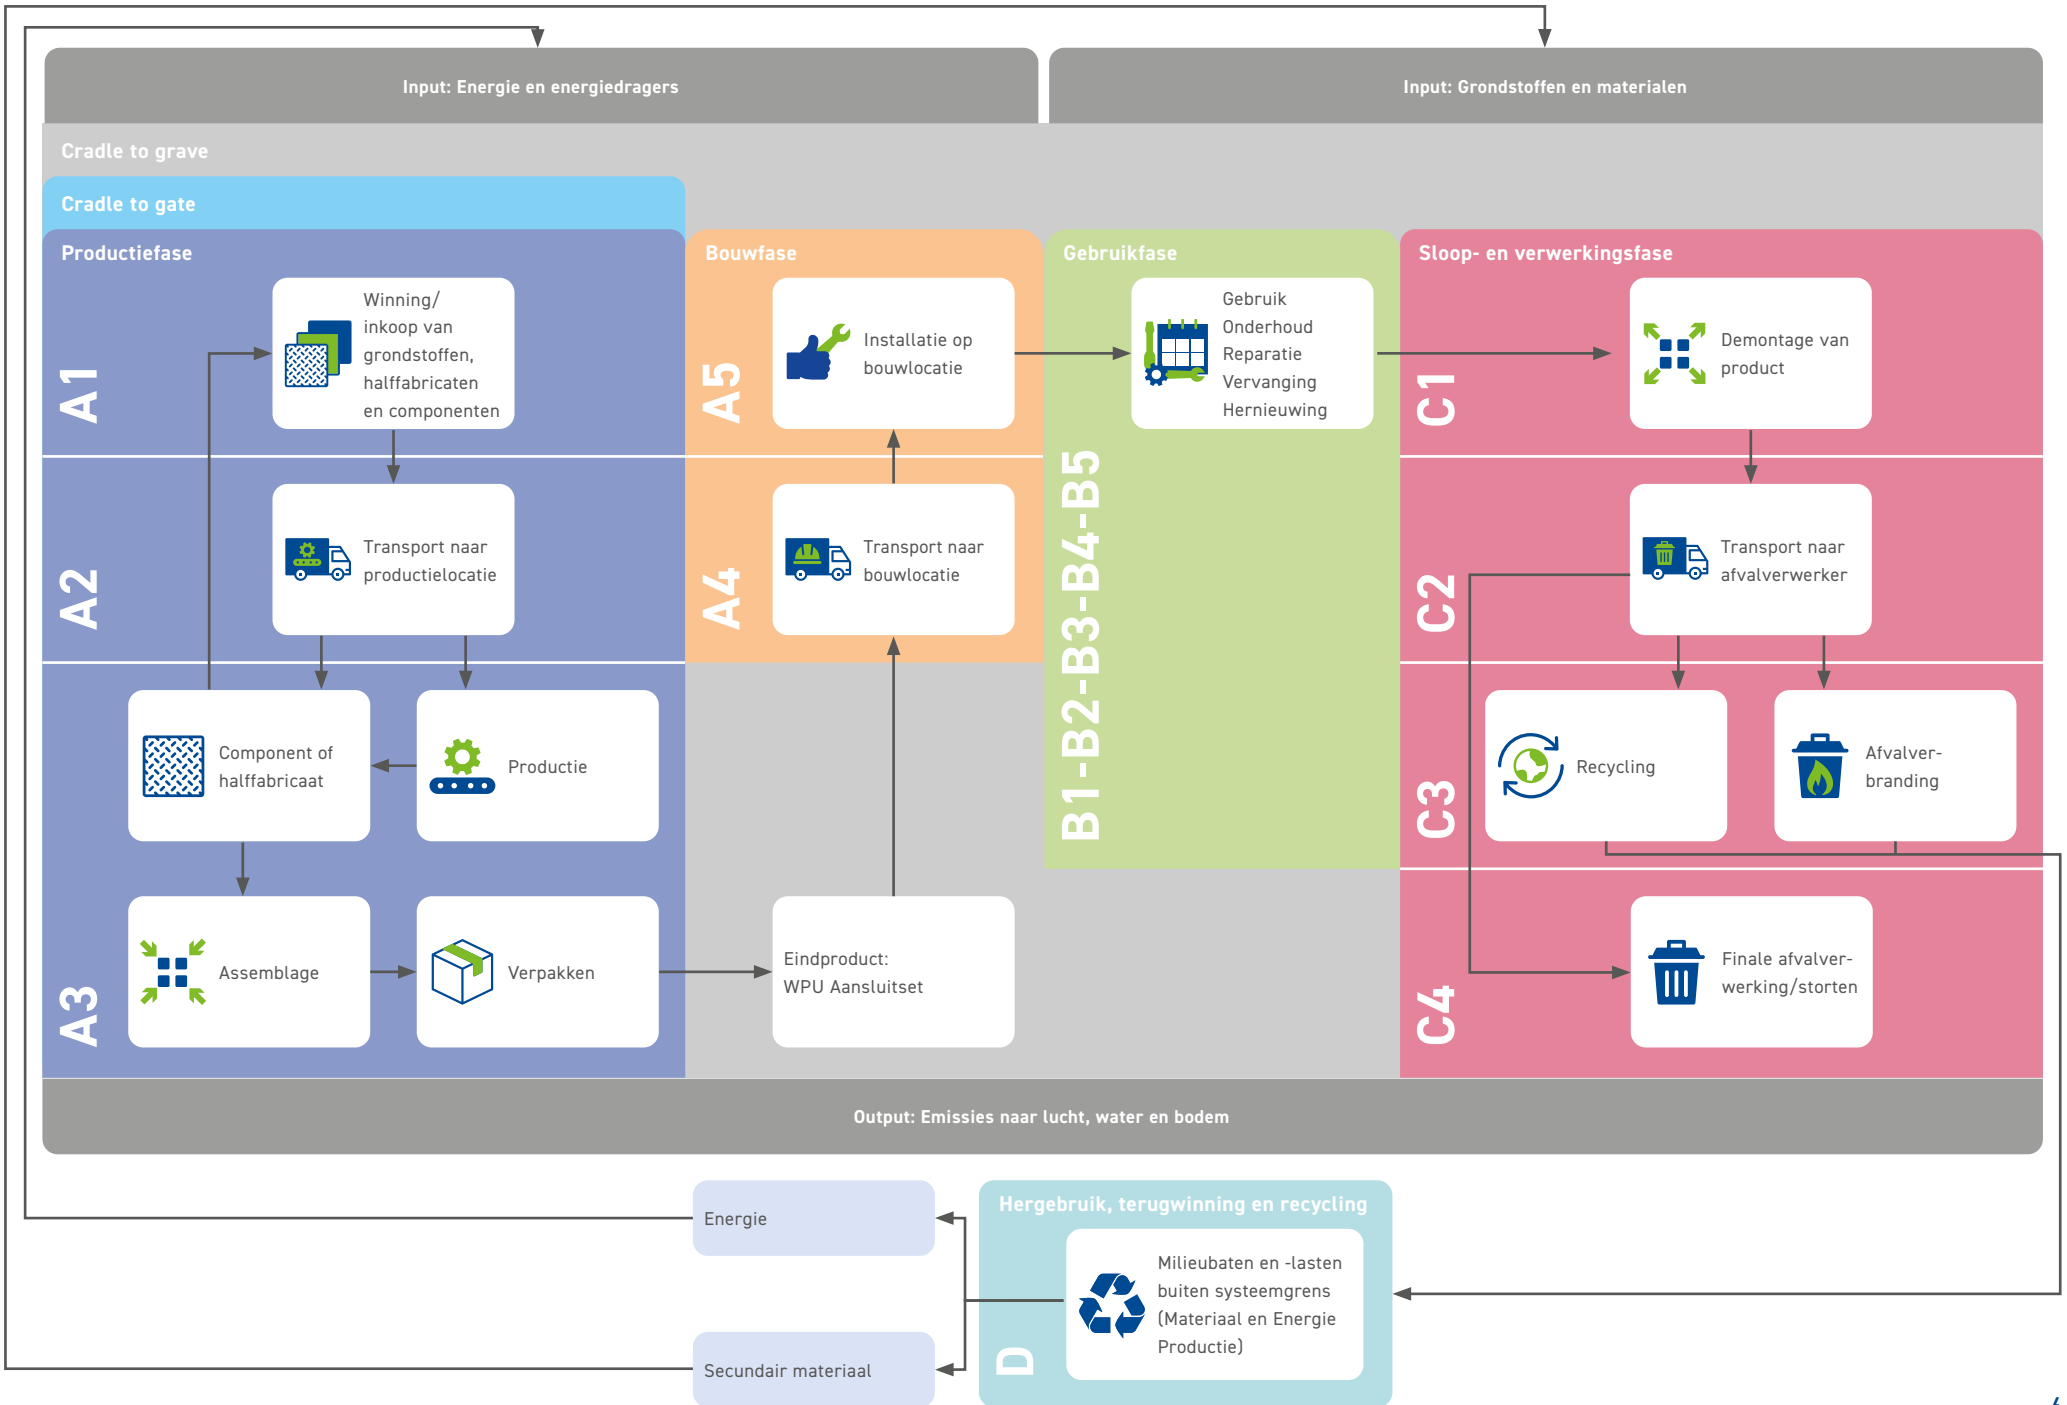 Input: Energie en energiedragers
Input: Grondstoffen en materialen
Cradle to grave
Cradle to gate
Productiefase
A1
Winning/
inkoop van
grondstoffen,
halffabricaten
en componenten
A2
Transport naar
productielocatie
A3
Component of
halffabricaat
Productie
Assemblage
Verpakken
Bouwfase
A5
Installatie op
bouwlocatie
A4
Transport naar
bouwlocatie
Eindproduct:
WPU Aansluitset
Gebruikfase
B1-B2-B3-B4-B5
Gebruik
Onderhoud
Reparatie
Vervanging
Hernieuwing
Sloop- en verwerkingsfase
C1
Demontage van
product
C2
Transport naar
afvalverwerker
C3
Recycling
Afvalver-
branding
C4
Finale afvalver-
werking/storten
Output: Emissies naar lucht, water en bodem
Energie
Secundair materiaal
Hergebruik, terugwinning en recycling
D
Milieubaten en -lasten
buiten systeemgrens
(Materiaal en Energie
Productie)